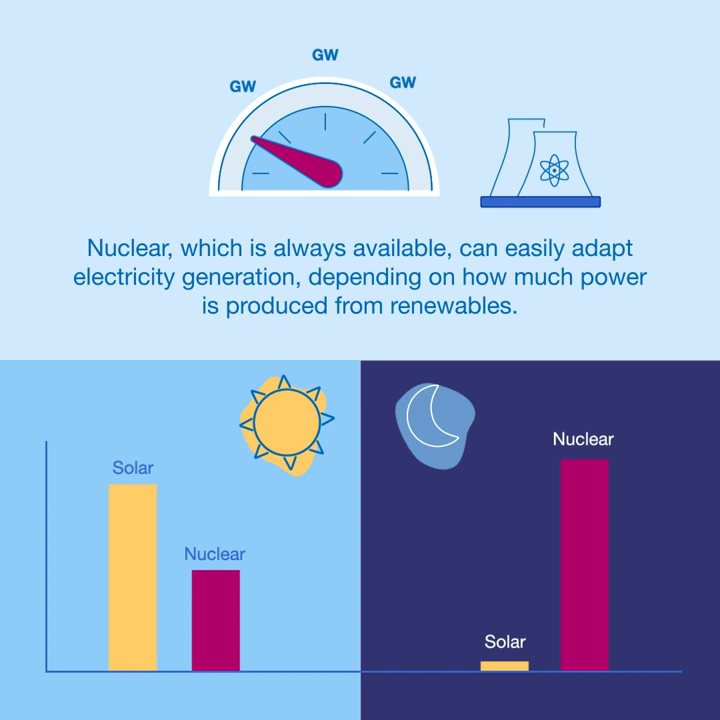 GW
GW
GW
Nuclear, which is always available, can easily adapt
electricity generation, depending on how much power
is produced from renewables.
Solar
Nuclear
Nuclear
Solar